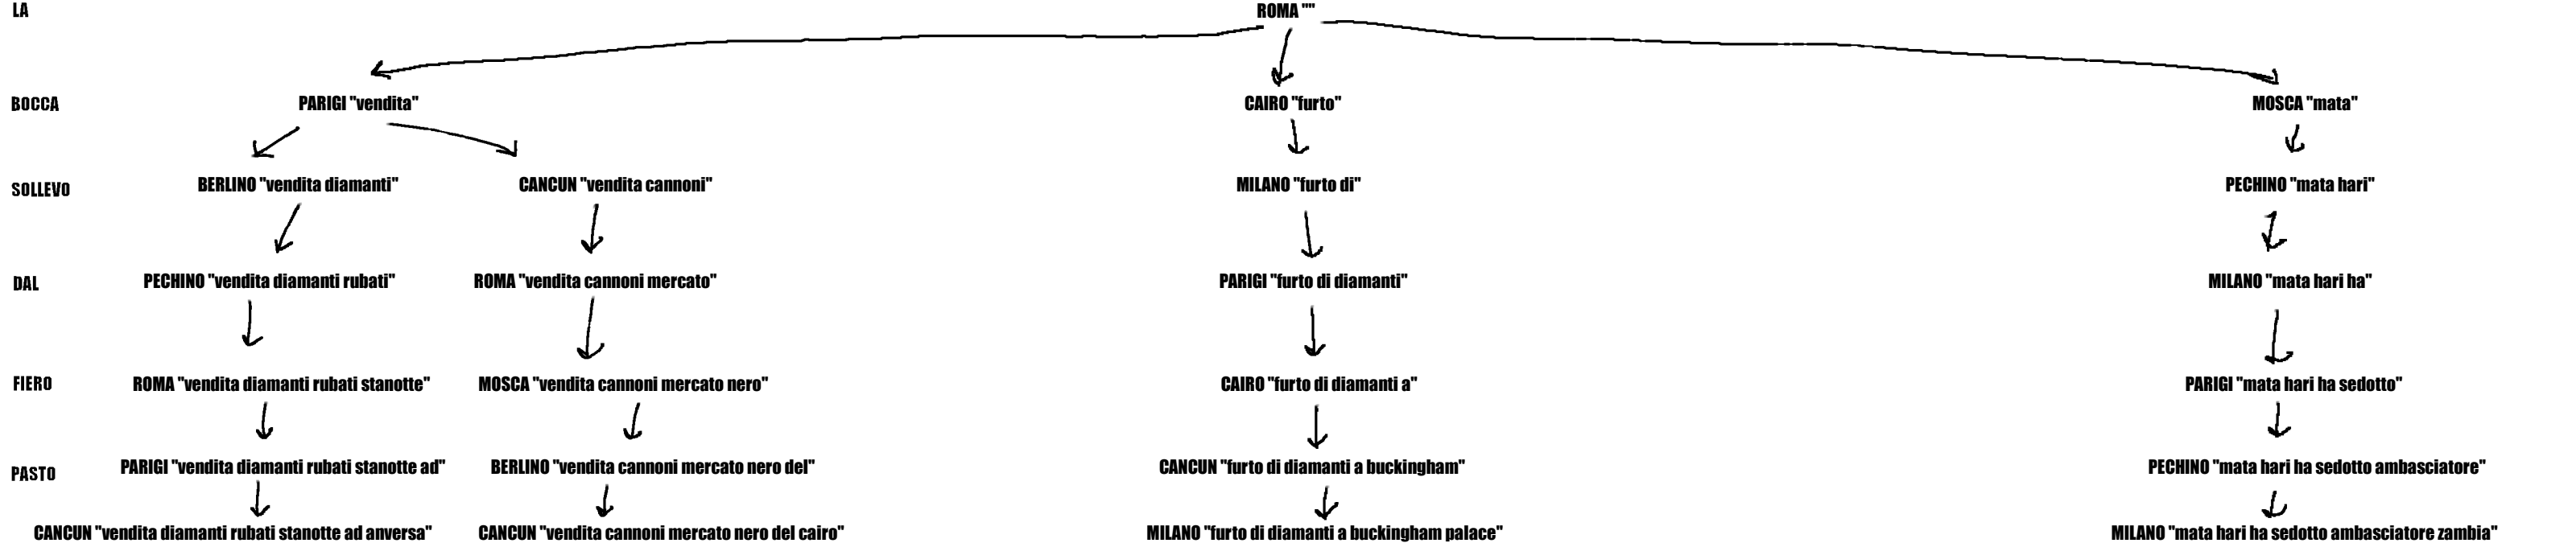 LA ROMA ""
BOCCA PARIGI "vendita" CAIRO "furto" MOSCA "mata"
SOLLEVO BERLINO "vendita diamanti" CANCUN "vendita cannoni" MILANO "furto di" PECHINO "mata hari"
DAL PECHINO "vendita diamanti rubati" ROMA "vendita cannoni mercato" PARIGI "furto di diamanti" MILANO "mata hari ha"
FIERO ROMA "vendita diamanti rubati stanotte" MOSCA "vendita cannoni mercato nero" CAIRO "furto di diamanti a" PARIGI "mata hari ha sedotto"
PASTO PARIGI "vendita diamanti rubati stanotte ad" BERLINO "vendita cannoni mercato nero del" CANCUN "furto di diamanti a buckingham" PECHINO "mata hari ha sedotto ambasciatore"
CANCUN "vendita diamanti rubati stanotte ad anversa" CANCUN "vendita cannoni mercato nero del cairo" MILANO "furto di diamanti a buckingham palace" MILANO "mata hari ha sedotto ambasciatore zambia"